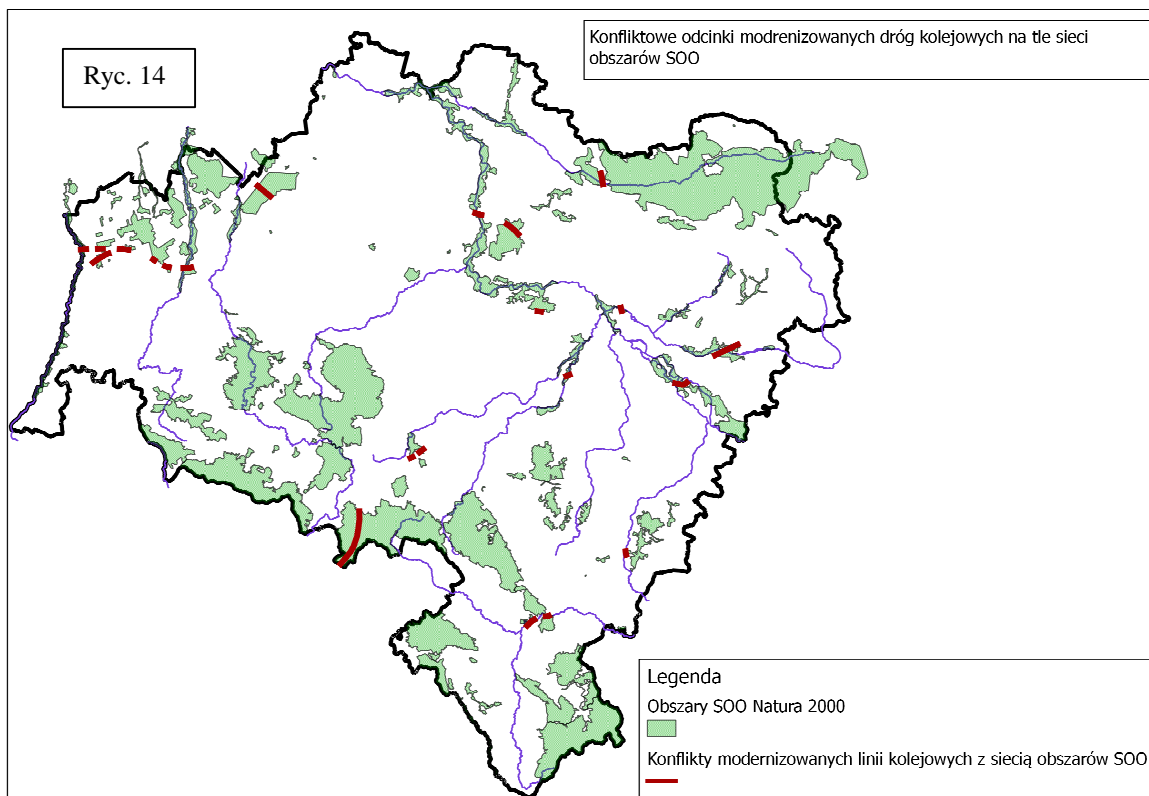 Ryc. 14
Konfliktowe odcinki modrenizowanych dróg kolejowych na tle sieci
obszarów SOO
Legenda
Obszary SOO Natura 2000
Konflikty modernizowanych linii kolejowych z siecią obszarów SOO